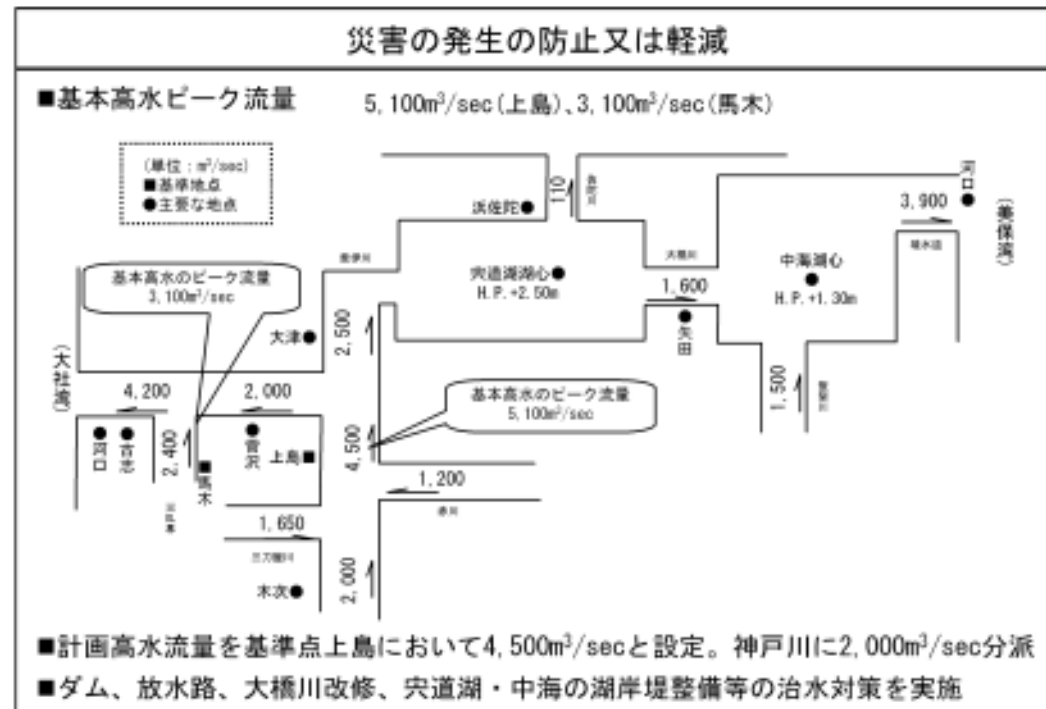 災害の発生の防止又は軽減
■基本高水ピーク流量 5,100m³/sec(上島)、3,100m³/sec(馬木)
(単位：m³/sec)
■基準地点
●主要な地点
浜佐陀●
110
河口
●
3,900
(美保湾)
基本高水のピーク流量
3,100m³/sec
宍道湖湖心●
H.P.+2.50m
大橋川
1,600
●
矢田
中海湖心
●
H.P.+1.30m
境水道
大津●
2,500
1,500
(大社湾)
4,200
2,000
基本高水のピーク流量
5,100m³/sec
●
河口
●
古志
2,400
■
馬木
●
上島■
4,500
1,200
赤川
1,650
三刀屋川
木次●
2,000
■計画高水流量を基準点上島において4,500m³/secと設定。神戸川に2,000m³/sec分派
■ダム、放水路、大橋川改修、宍道湖・中海の湖岸堤整備等の治水対策を実施